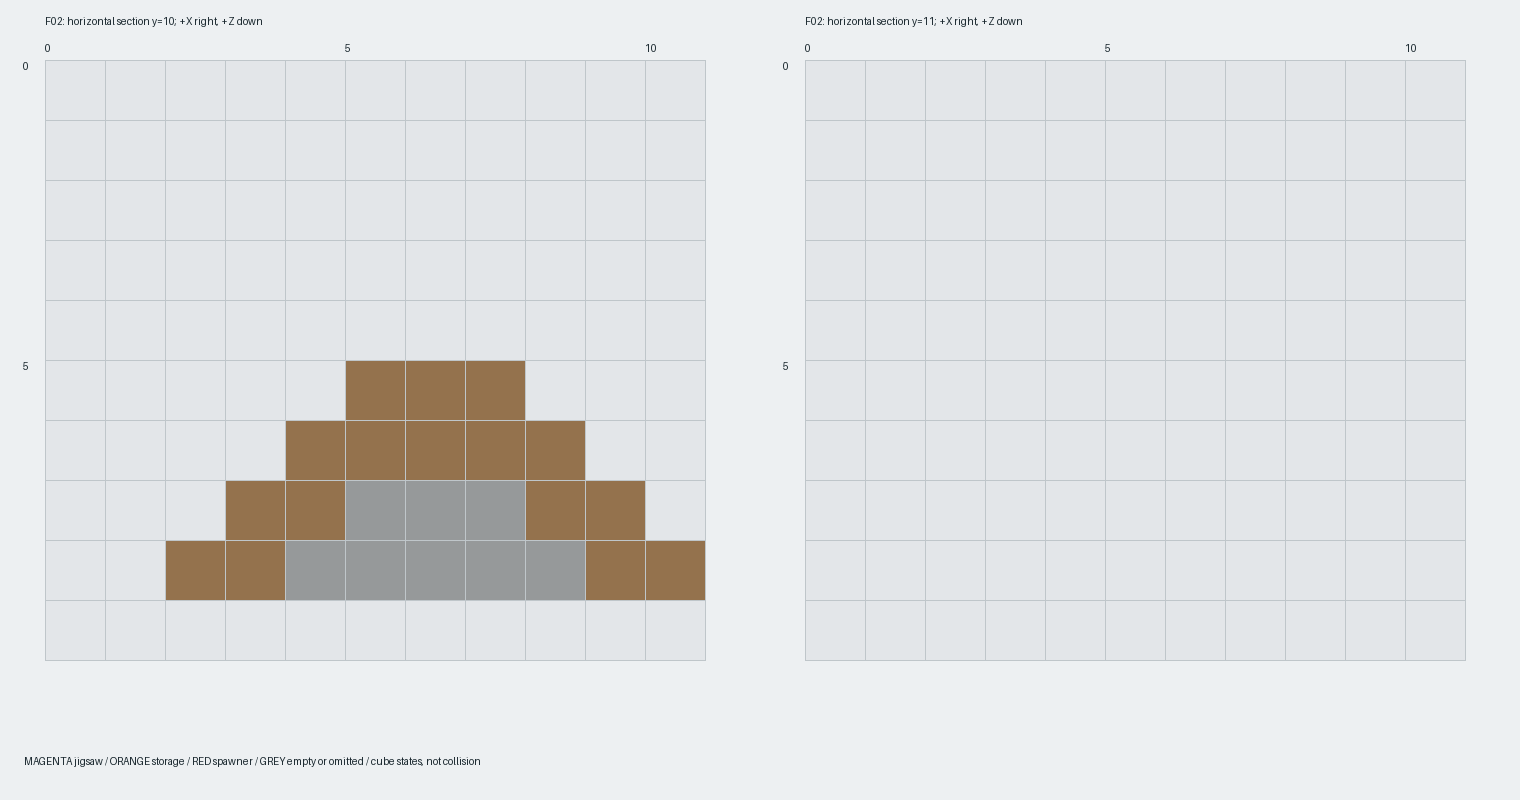 F02: horizontal section y=10; +X right, +Z down
F02: horizontal section y=11; +X right, +Z down
0 5 10
0 5 10
0
0
5
5
MAGENTA jigsaw / ORANGE storage / RED spawner / GREY empty or omitted / cube states, not collision